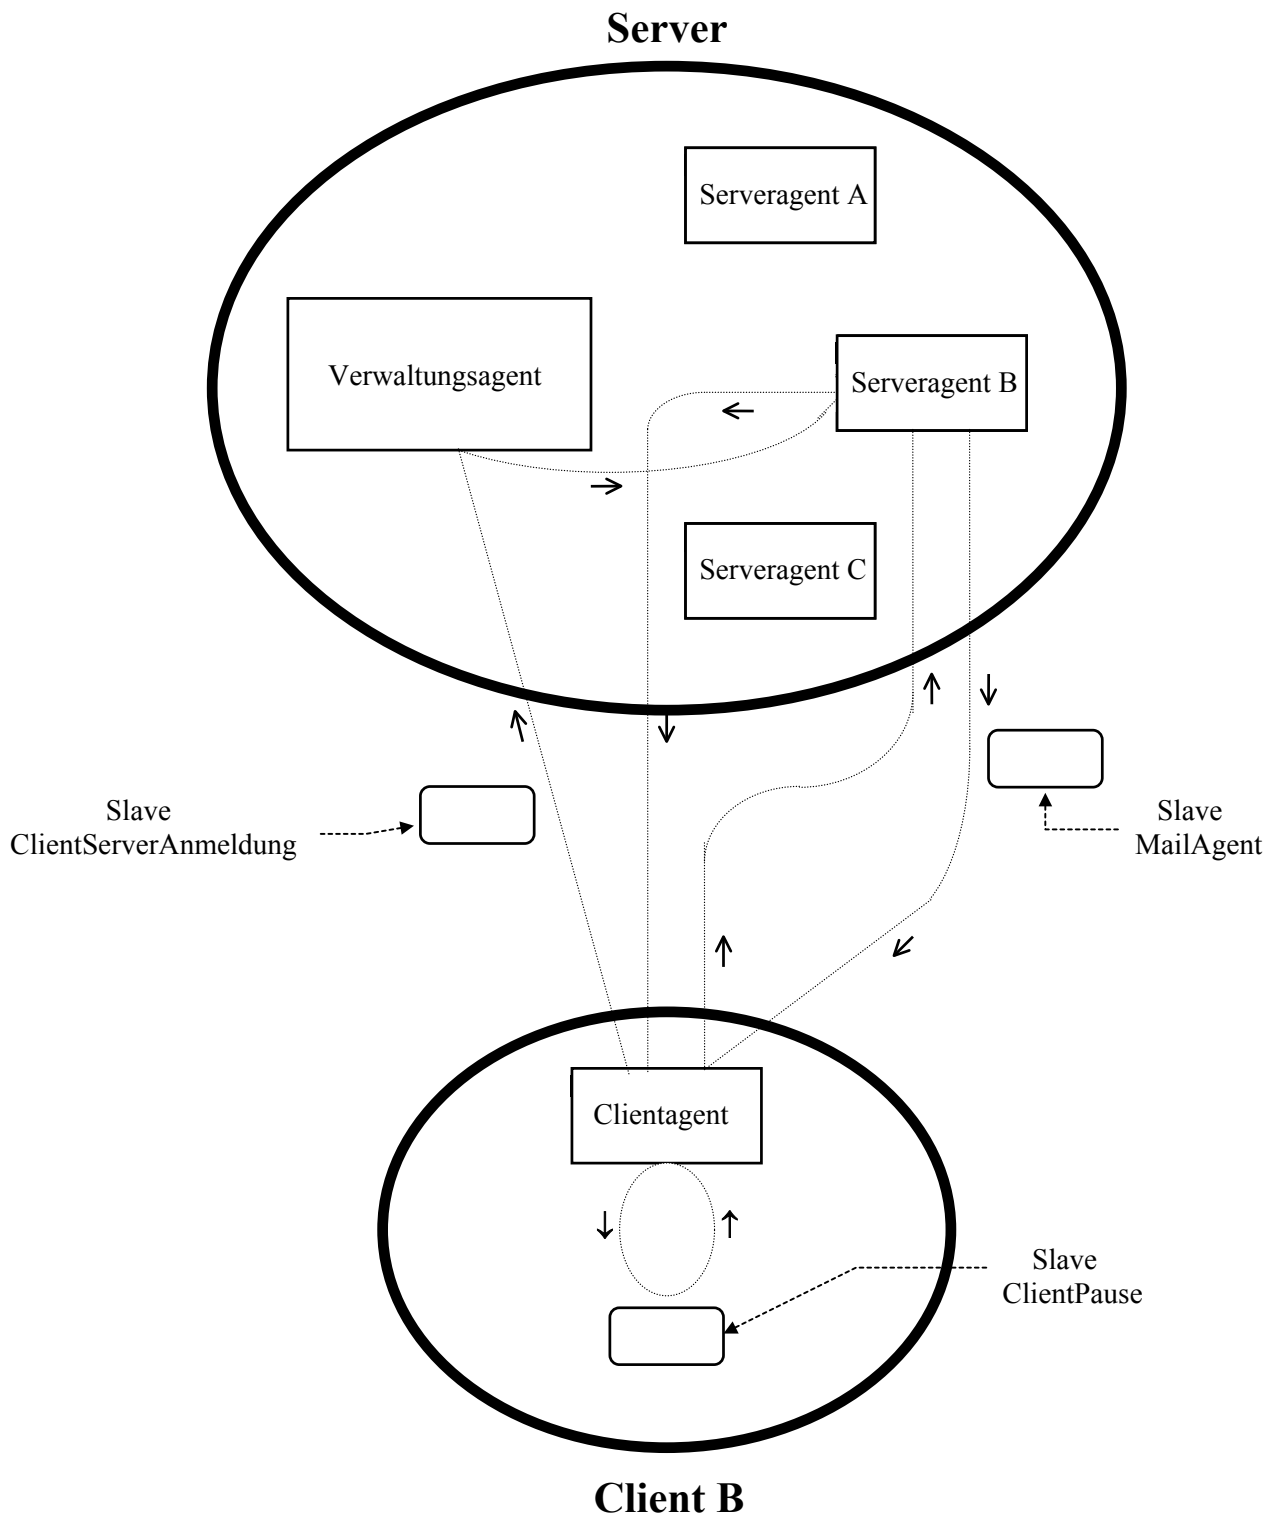 Server
Serveragent A
Verwaltungsagent
Serveragent B
Serveragent C
Slave
ClientServerAnmeldung
Slave
MailAgent
Clientagent
Slave
ClientPause
Client B